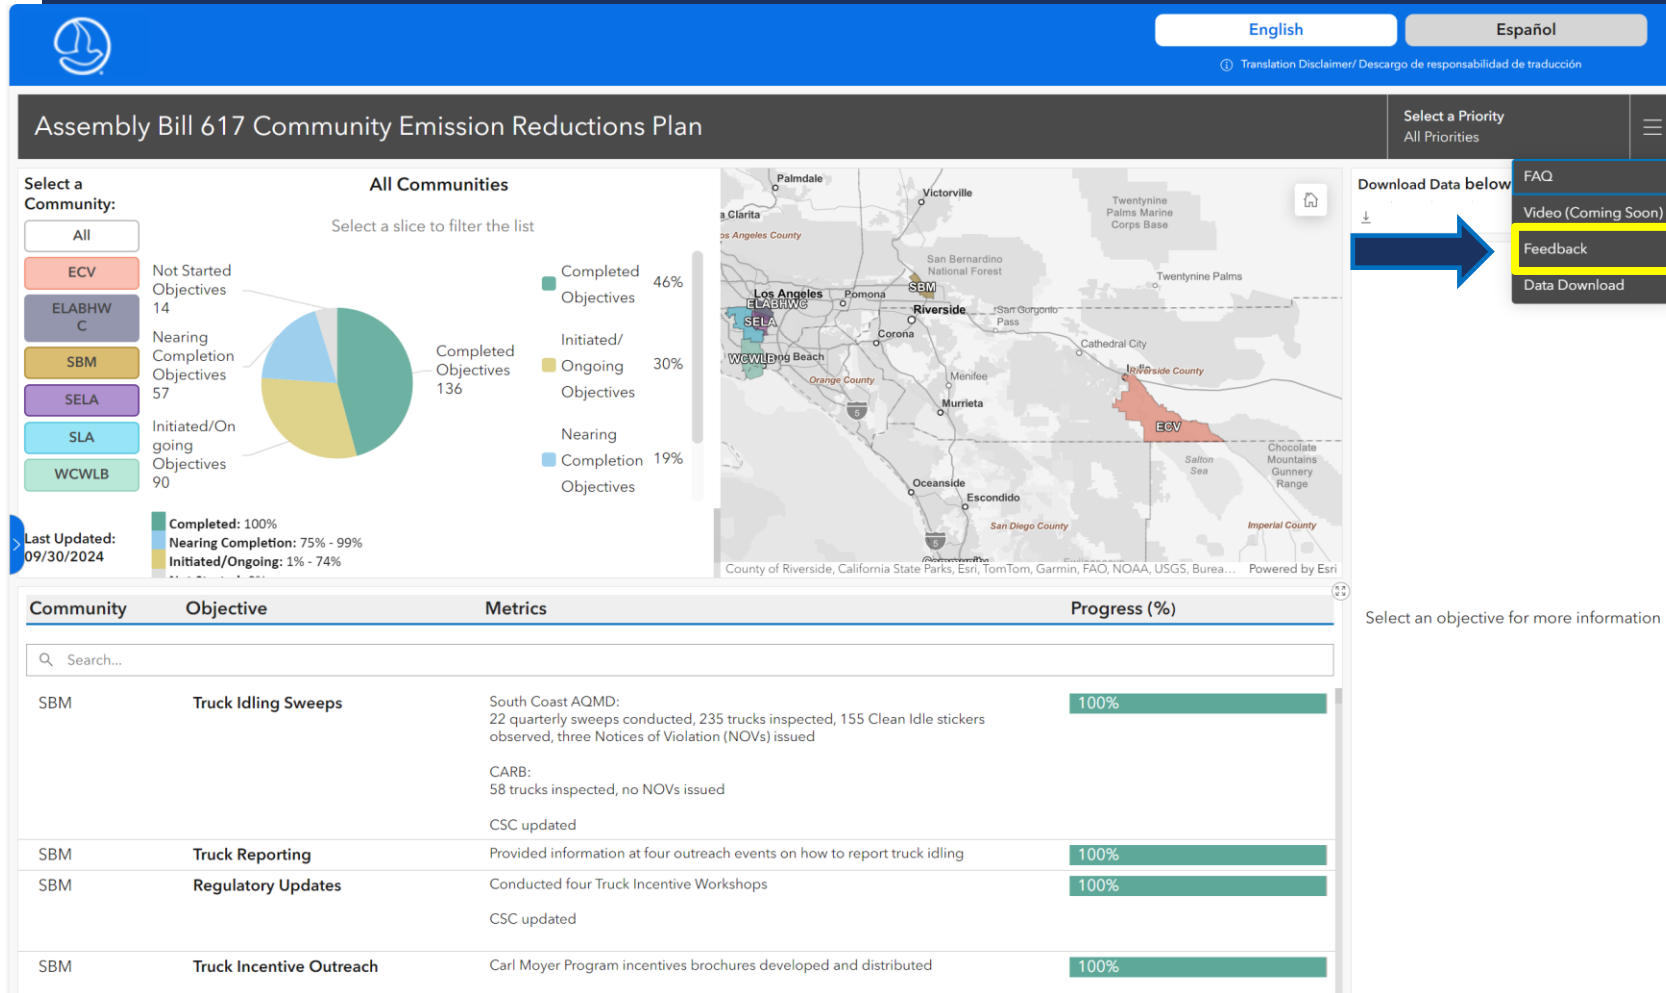 English
Español
Translation Disclaimer/ Descargo de responsabilidad de traducción
Assembly Bill 617 Community Emission Reductions Plan
Select a Priority
All Priorities
FAQ
Video (Coming Soon)
Feedback
Data Download
Download Data below
Select a
Community:
All
ECV
ELABHW
C
SBM
SELA
SLA
WCWLB
Last Updated:
09/30/2024
All Communities
Select a slice to filter the list
Not Started
Objectives
14
Nearing
Completion
Objectives
57
Initiated/On
going
Objectives
90
Completed
Objectives
136
Completed
Objectives
46%
Initiated/
Ongoing
Objectives
30%
Nearing
Completion
Objectives
19%
Completed: 100%
Nearing Completion: 75% - 99%
Initiated/Ongoing: 1% - 74%
Palmdale
Victorville
a Clarita
os Angeles County
Twentynine
Palms Marine
Corps Base
San Bernardino
National Forest
Twentynine Palms
SBM
Los Angeles
Pomona
ELABHWC
Riverside
San Gorgonio
Pass
SELA
Corona
Cathedral City
WCWLB
ng Beach
Riverside County
Orange County
Menifee
5
Murrieta
ECV
Salton
Sea
Chocolate
Mountains
Gunnery
Range
Oceanside
Escondido
San Diego County
Imperial County
5
County of Riverside, California State Parks, Esri, TomTom, Garmin, FAO, NOAA, USGS, Burea...
Powered by Esri
Community
Objective
Metrics
Progress (%)
Search...
SBM
Truck Idling Sweeps
South Coast AQMD:
22 quarterly sweeps conducted, 235 trucks inspected, 155 Clean Idle stickers
observed, three Notices of Violation (NOVs) issued
CARB:
58 trucks inspected, no NOVs issued
CSC updated
100%
SBM
Truck Reporting
Provided information at four outreach events on how to report truck idling
100%
SBM
Regulatory Updates
Conducted four Truck Incentive Workshops
CSC updated
100%
SBM
Truck Incentive Outreach
Carl Moyer Program incentives brochures developed and distributed
100%
Select an objective for more information